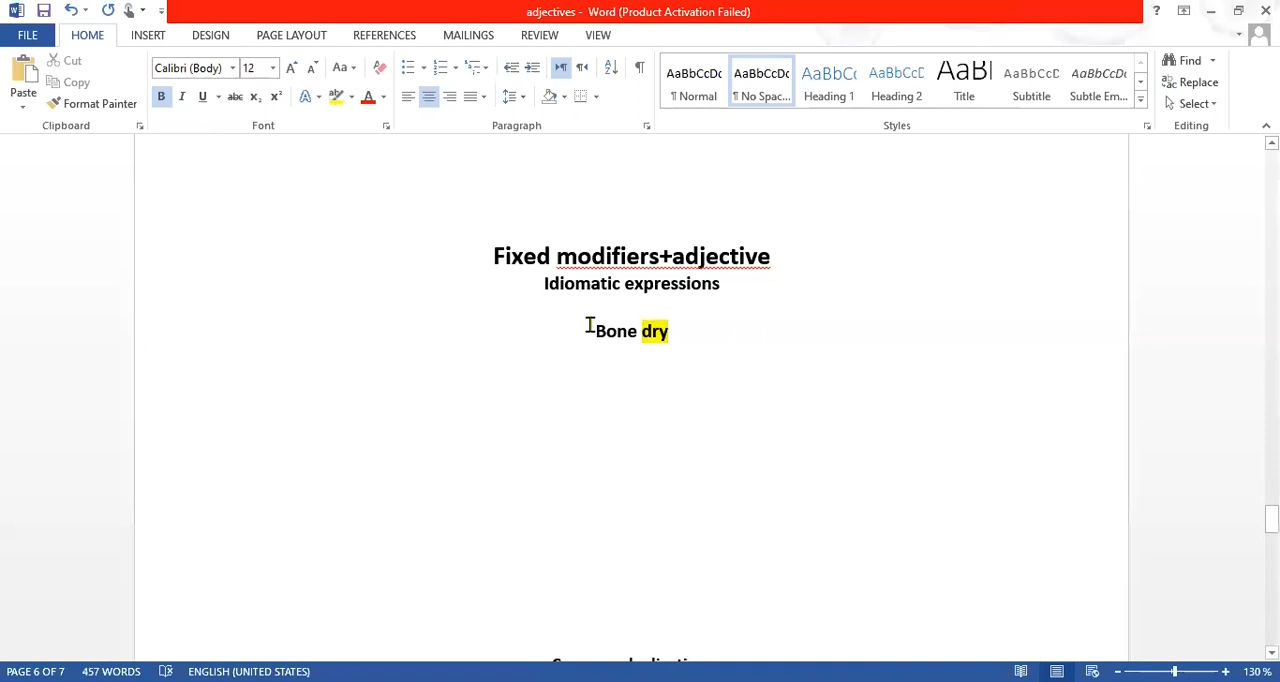 adjectives - Word (Product Activation Failed)
FILE HOME INSERT DESIGN PAGE LAYOUT REFERENCES MAILINGS REVIEW VIEW
Paste
Cut
Copy
Format Painter
Clipboard
Calibri (Body) 12
Font
Paragraph
AaBbCcDc AaBbCcDc AaBbCc AaBbCcD AaBl AaBbCcD AaBbCcDc
¶ Normal ¶ No Spac... Heading 1 Heading 2 Title Subtitle Subtle Em...
Styles
Find
Replace
Select
Editing
Fixed modifiers+adjective
Idiomatic expressions
Bone dry
PAGE 6 OF 7 457 WORDS ENGLISH (UNITED STATES) 130 %